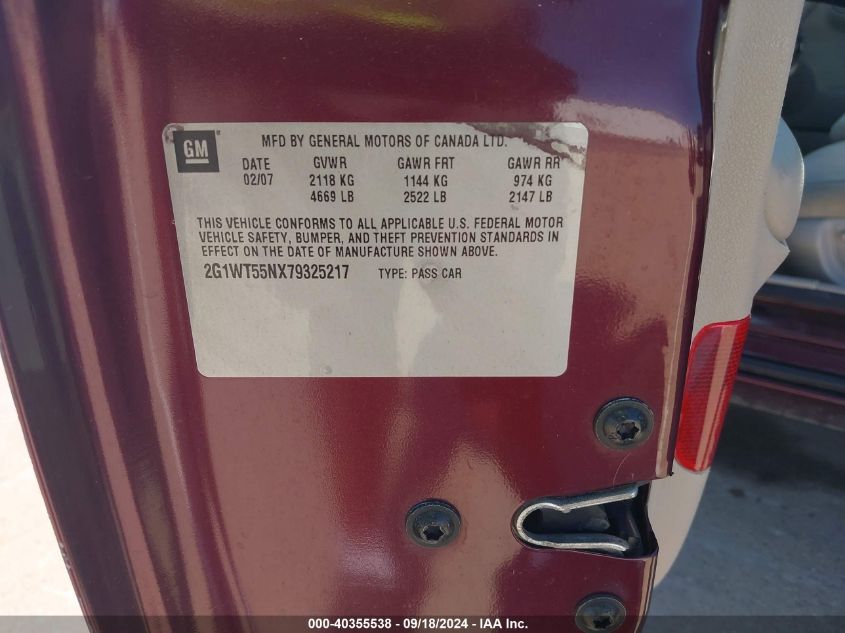 GM
MFD BY GENERAL MOTORS OF CANADA LTD.
DATE GVWR GAWR FRT GAWR RR
02/07 2118 KG 1144 KG 974 KG
4669 LB 2522 LB 2147 LB
THIS VEHICLE CONFORMS TO ALL APPLICABLE U.S. FEDERAL MOTOR
VEHICLE SAFETY, BUMPER, AND THEFT PREVENTION STANDARDS IN
EFFECT ON THE DATE OF MANUFACTURE SHOWN ABOVE.
2G1WT55NX79325217 TYPE: PASS CAR
000-40355538 - 09/18/2024 - IAA Inc.